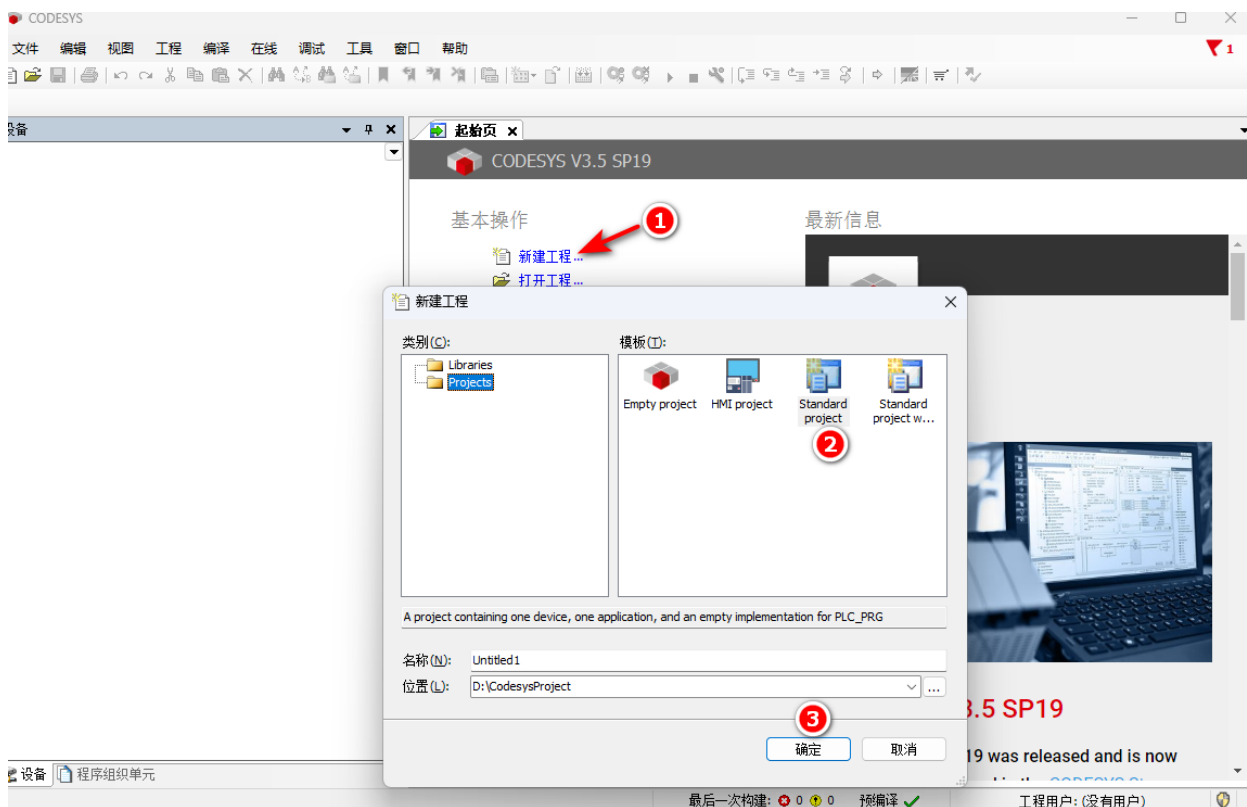 CODESYS
文件 编辑 视图 工程 编译 在线 调试 工具 窗口 帮助
1
设备
起始页
CODESYS V3.5 SP19
基本操作
最新信息
1
新建工程...
打开工程...
新建工程
类别(C):
模板(T):
Libraries
Projects
Empty project
HMI project
Standard project
Standard project w...
2
A project containing one device, one application, and an empty implementation for PLC_PRG
名称(N): Untitled1
位置(L): D:\CodesysProject
...
3
确定 取消
3.5 SP19
19 was released and is now
设备 程序组织单元
最后一次构建: 0 0 预编译 工程用户: (没有用户)